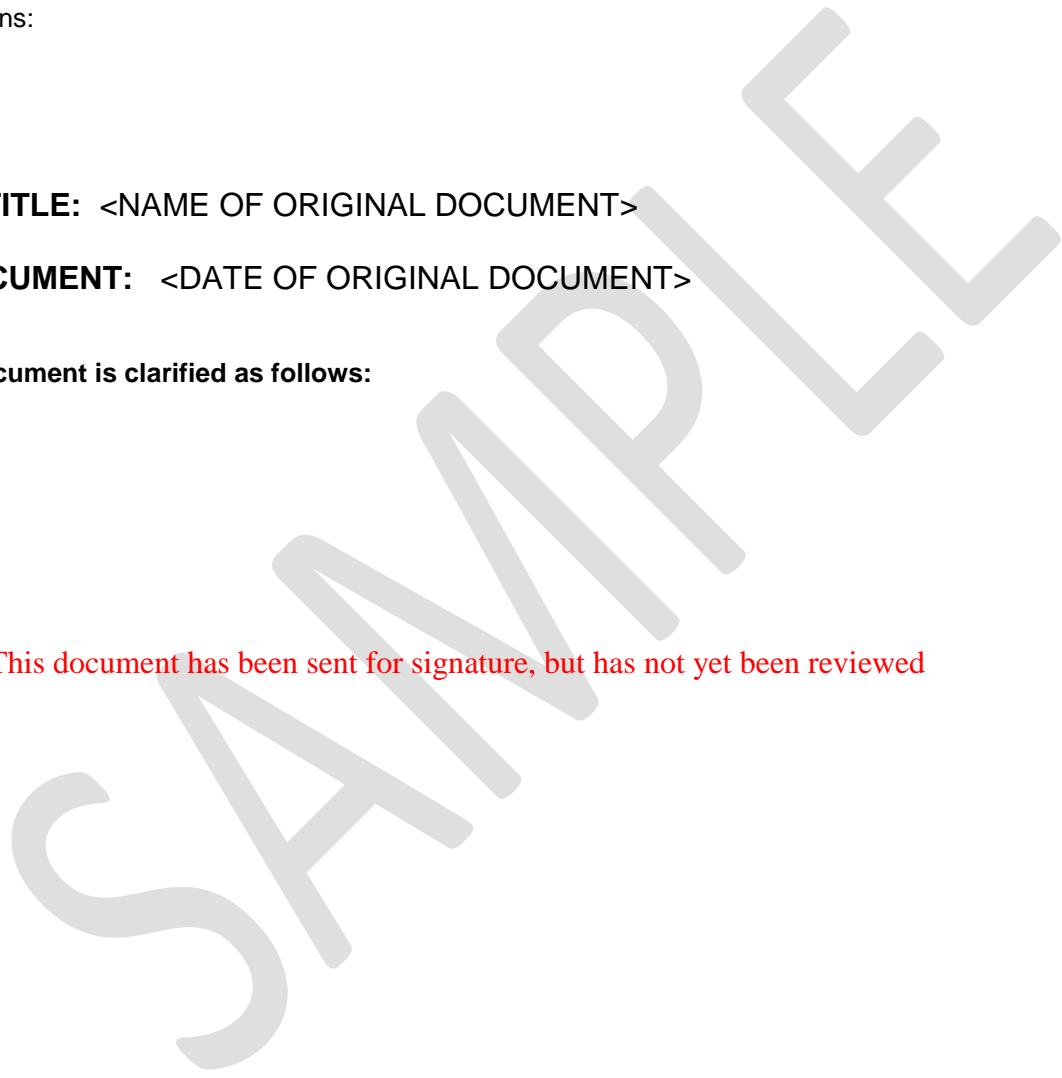 ns:
TITLE: <NAME OF ORIGINAL DOCUMENT>
CUMENT: <DATE OF ORIGINAL DOCUMENT>
cument is clarified as follows:
This document has been sent for signature, but has not yet been reviewed
SAMPLE